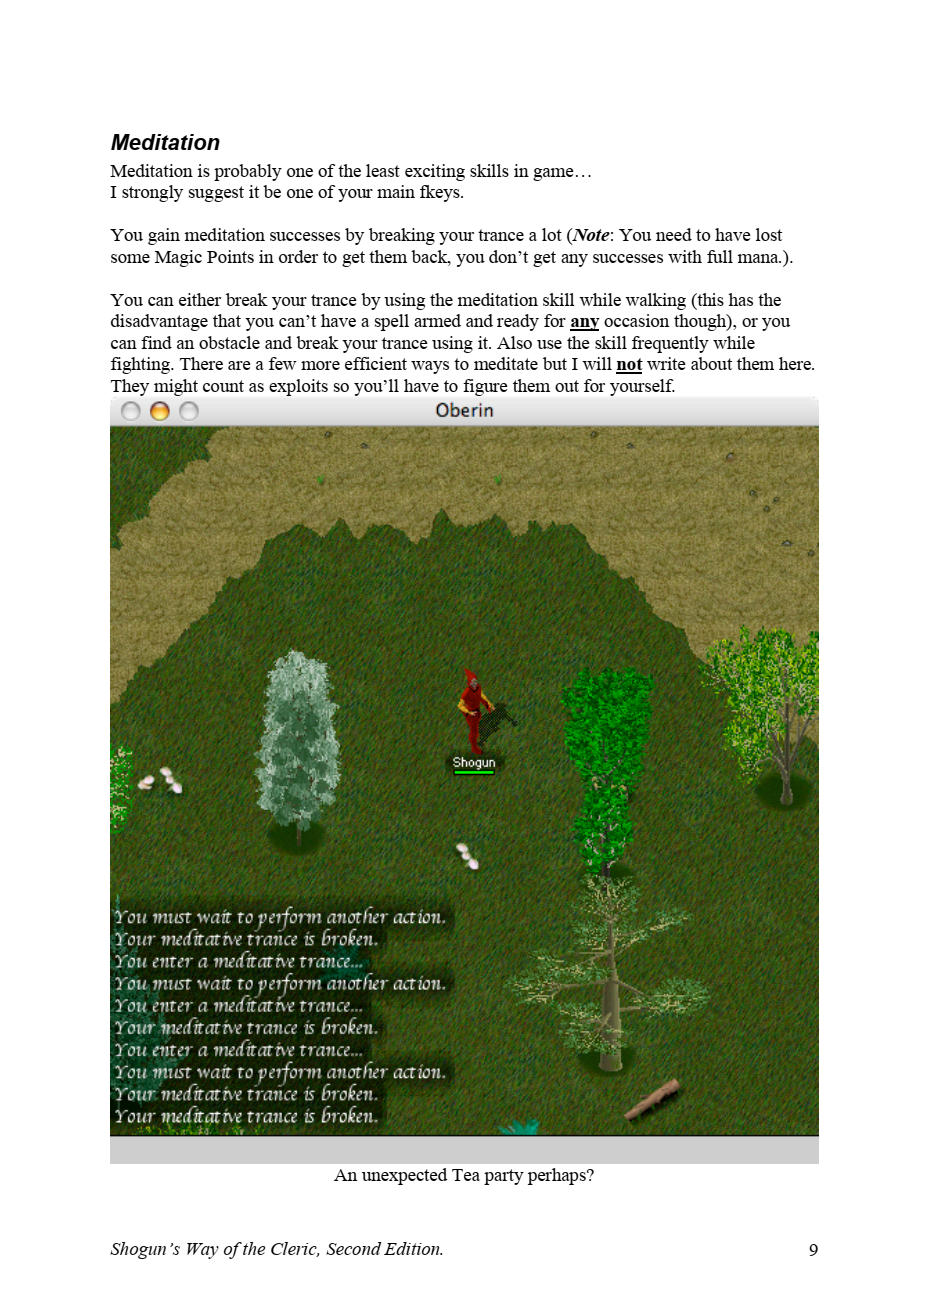 Meditation
Meditation is probably one of the least exciting skills in game…
I strongly suggest it be one of your main fkeys.
You gain meditation successes by breaking your trance a lot (Note: You need to have lost
some Magic Points in order to get them back, you don’t get any successes with full mana.).
You can either break your trance by using the meditation skill while walking (this has the
disadvantage that you can’t have a spell armed and ready for any occasion though), or you
can find an obstacle and break your trance using it. Also use the skill frequently while
fighting. There are a few more efficient ways to meditate but I will not write about them here.
They might count as exploits so you’ll have to figure them out for yourself.
Oberin
Shogun
You must wait to perform another action.
Your meditative trance is broken.
You enter a meditative trance...
You must wait to perform another action.
You enter a meditative trance...
Your meditative trance is broken.
You enter a meditative trance...
You must wait to perform another action.
Your meditative trance is broken.
Your meditative trance is broken.
An unexpected Tea party perhaps?
Shogun’s Way of the Cleric, Second Edition. 9